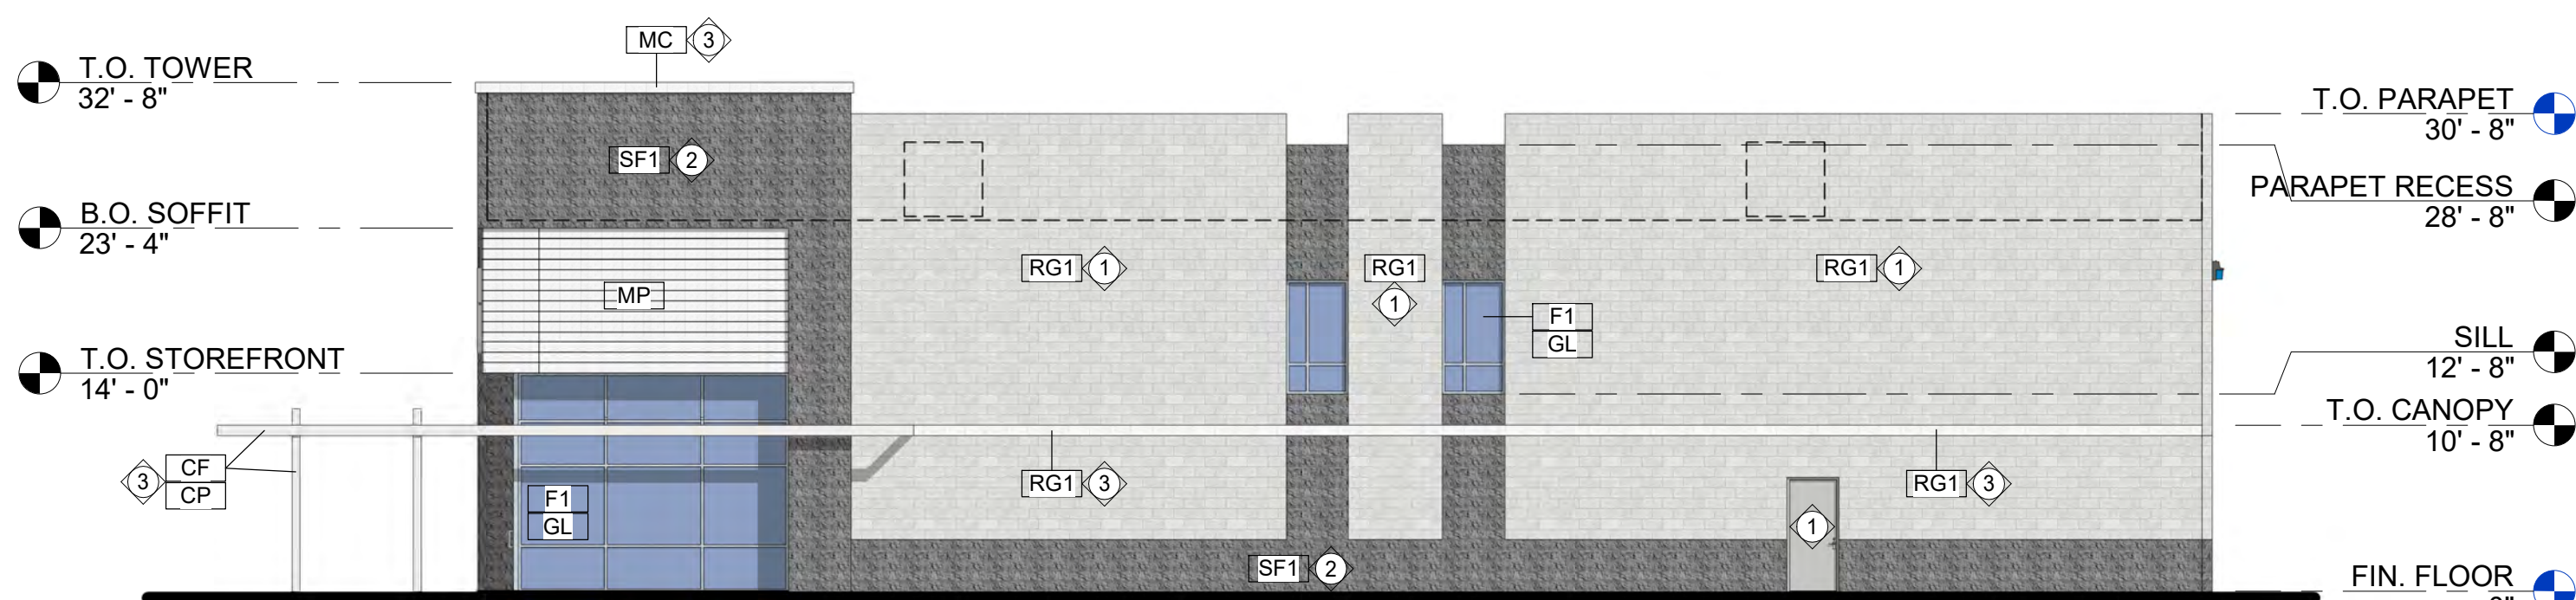 MC 3
T.O. TOWER
32' - 8"
T.O. PARAPET
30' - 8"
SF1 2
PARAPET RECESS
28' - 8"
B.O. SOFFIT
23' - 4"
RG1 1
RG1
1
RG1 1
MP
F1
GL
SILL
12' - 8"
T.O. STOREFRONT
14' - 0"
T.O. CANOPY
10' - 8"
3 CF
CP
RG1 3
RG1 3
F1
GL
1
SF1 2
FIN. FLOOR